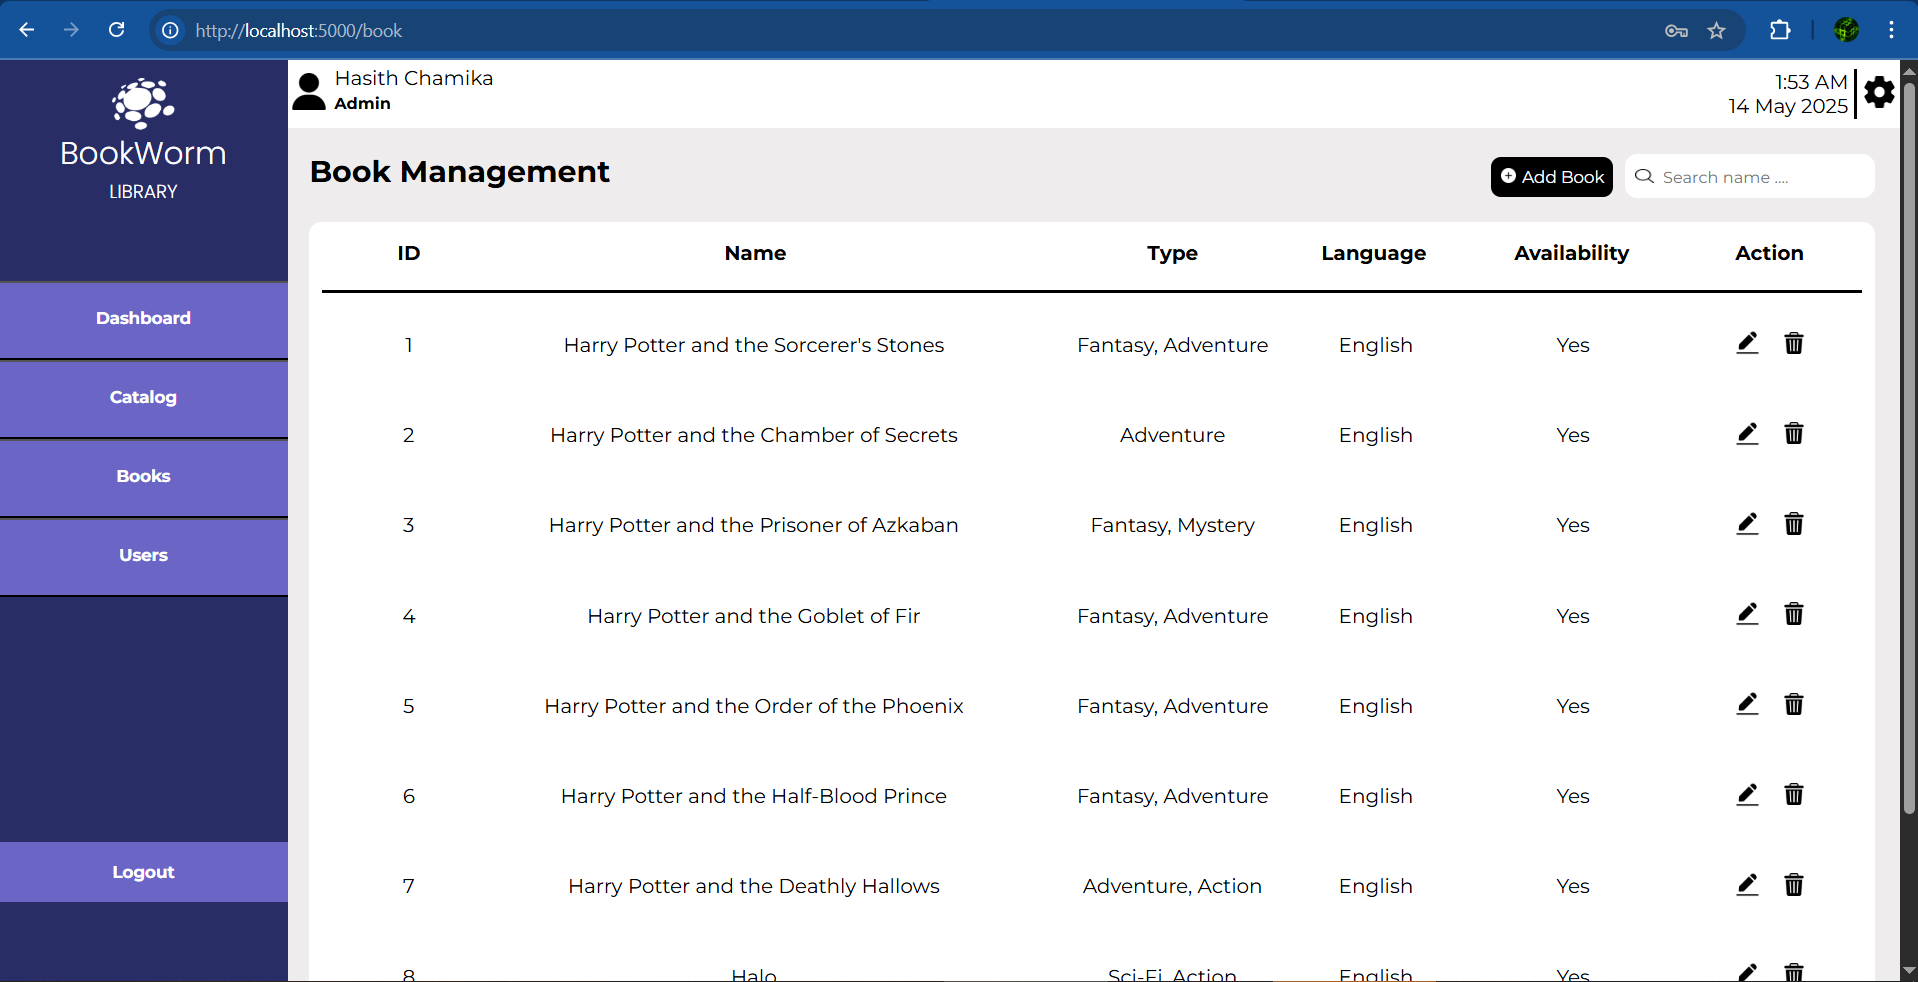 http://localhost:5000/book
BookWorm
LIBRARY
Dashboard
Catalog
Books
Users
Logout
Hasith Chamika
Admin
1:53 AM
14 May 2025
Book Management
Add Book
Search name ....
ID Name Type Language Availability Action
1 Harry Potter and the Sorcerer's Stones Fantasy, Adventure English Yes
2 Harry Potter and the Chamber of Secrets Adventure English Yes
3 Harry Potter and the Prisoner of Azkaban Fantasy, Mystery English Yes
4 Harry Potter and the Goblet of Fir Fantasy, Adventure English Yes
5 Harry Potter and the Order of the Phoenix Fantasy, Adventure English Yes
6 Harry Potter and the Half-Blood Prince Fantasy, Adventure English Yes
7 Harry Potter and the Deathly Hallows Adventure, Action English Yes
8 Halo Sci-Fi, Action English Yes